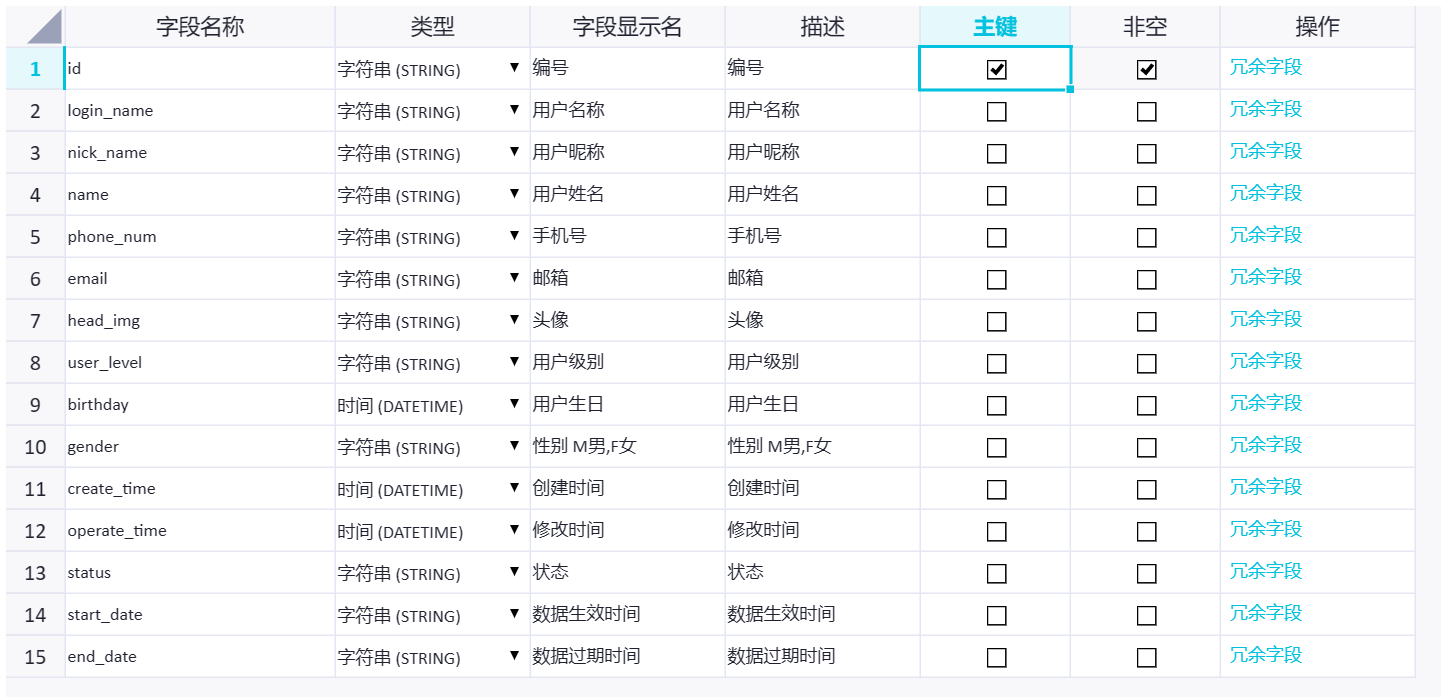 字段名称 类型 字段显示名 描述 主键 非空 操作
1 id 字符串 (STRING) 编号 编号 冗余字段
2 login_name 字符串 (STRING) 用户名称 用户名称 冗余字段
3 nick_name 字符串 (STRING) 用户昵称 用户昵称 冗余字段
4 name 字符串 (STRING) 用户姓名 用户姓名 冗余字段
5 phone_num 字符串 (STRING) 手机号 手机号 冗余字段
6 email 字符串 (STRING) 邮箱 邮箱 冗余字段
7 head_img 字符串 (STRING) 头像 头像 冗余字段
8 user_level 字符串 (STRING) 用户级别 用户级别 冗余字段
9 birthday 时间 (DATETIME) 用户生日 用户生日 冗余字段
10 gender 字符串 (STRING) 性别 M男,F女 性别 M男,F女 冗余字段
11 create_time 时间 (DATETIME) 创建时间 创建时间 冗余字段
12 operate_time 时间 (DATETIME) 修改时间 修改时间 冗余字段
13 status 字符串 (STRING) 状态 状态 冗余字段
14 start_date 字符串 (STRING) 数据生效时间 数据生效时间 冗余字段
15 end_date 字符串 (STRING) 数据过期时间 数据过期时间 冗余字段